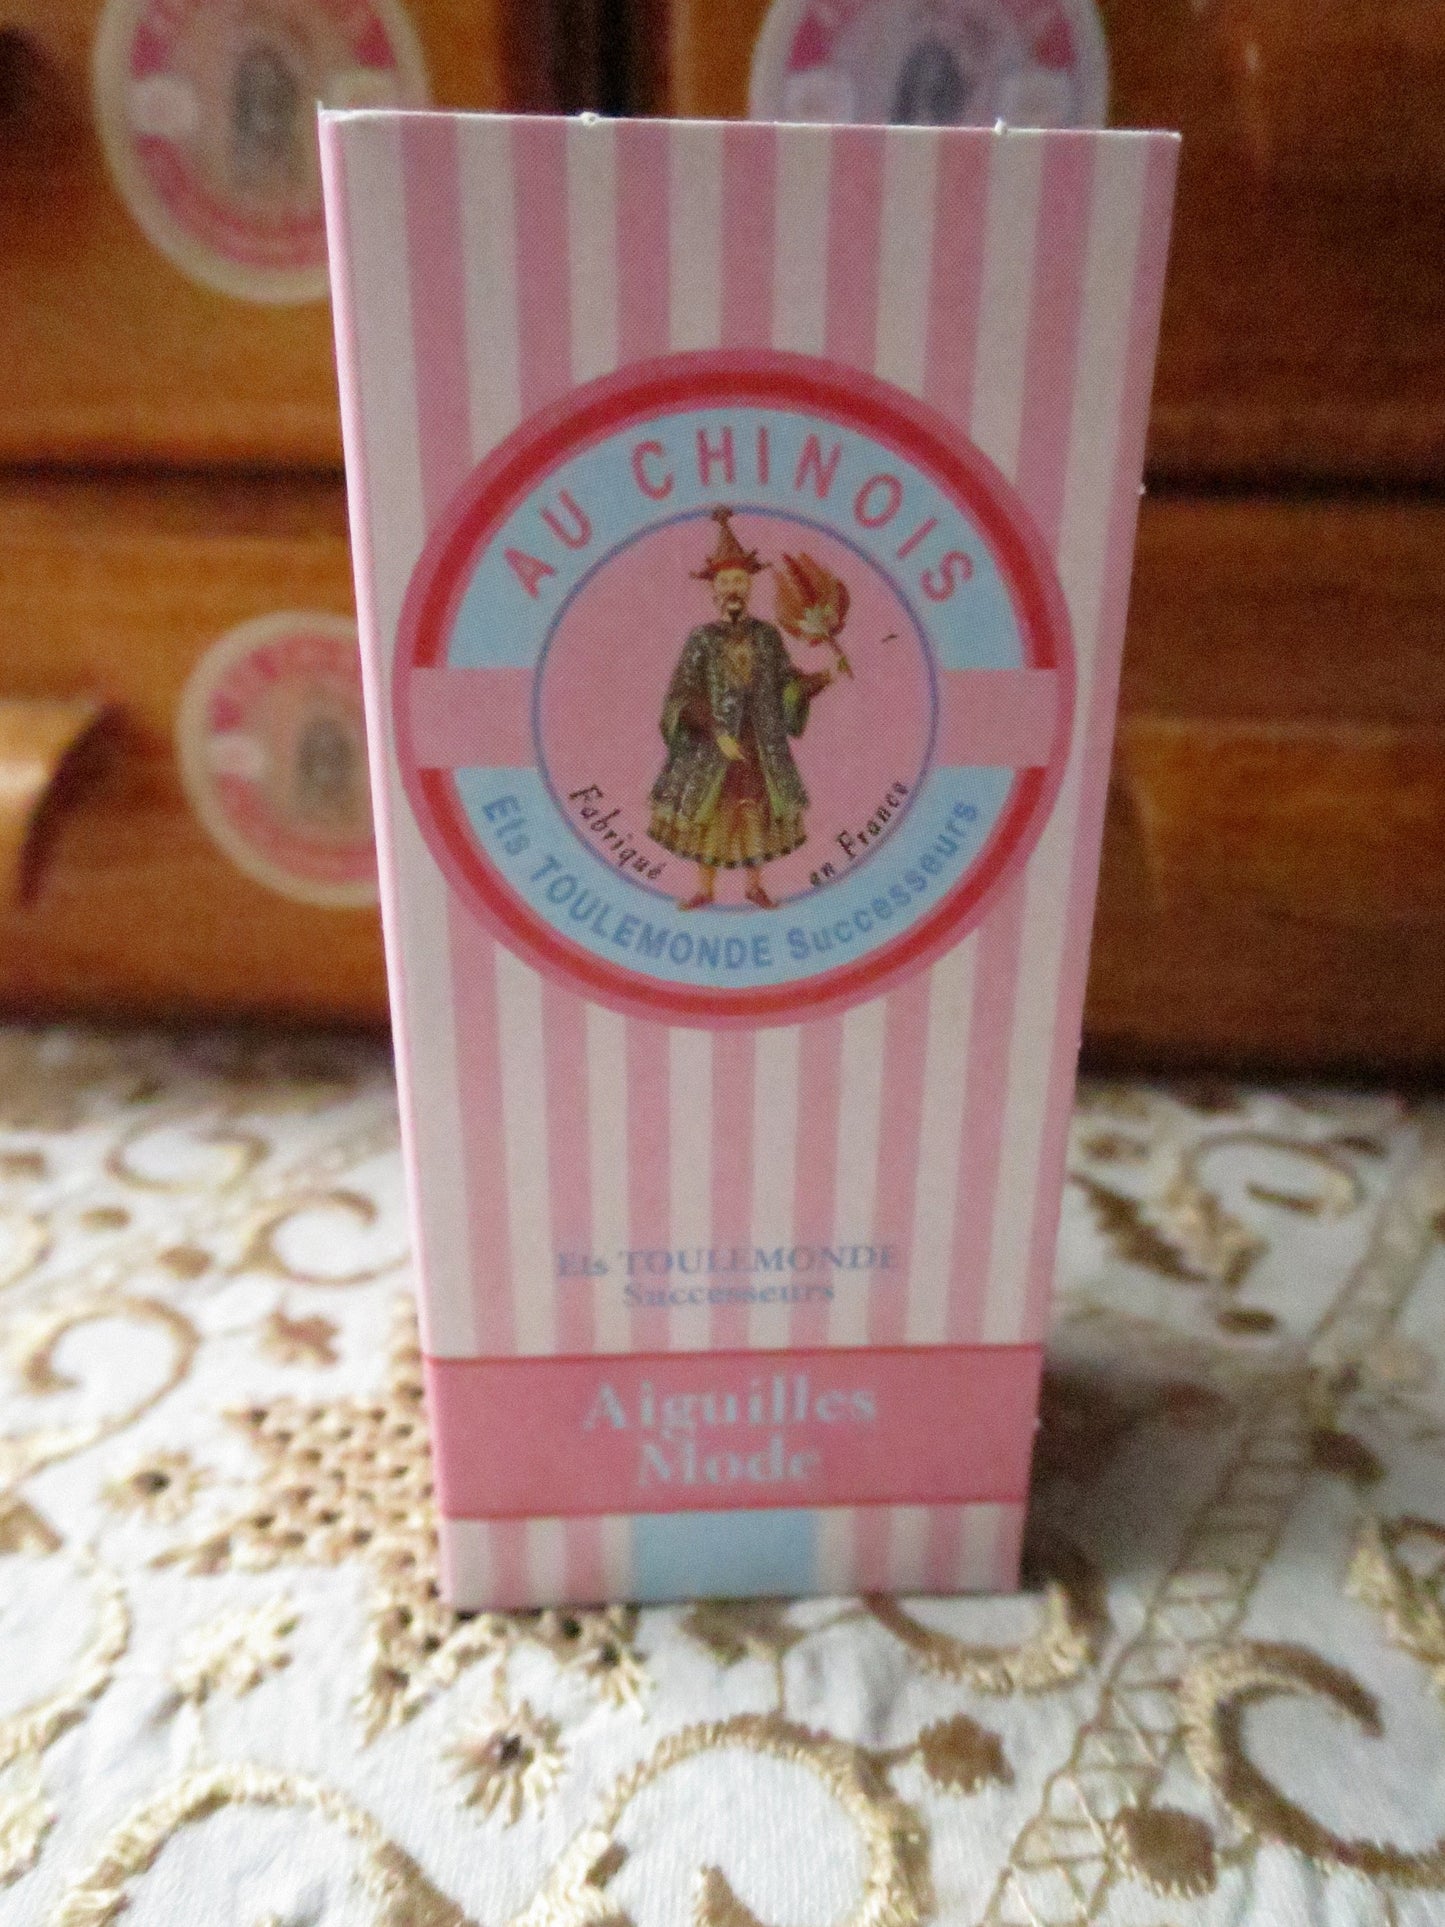 AU CHINOIS
Fabriqué en France
Ets TOULEMONDE Successeurs
Ets TOULEMONDE
Successeurs
Aiguilles
Mode